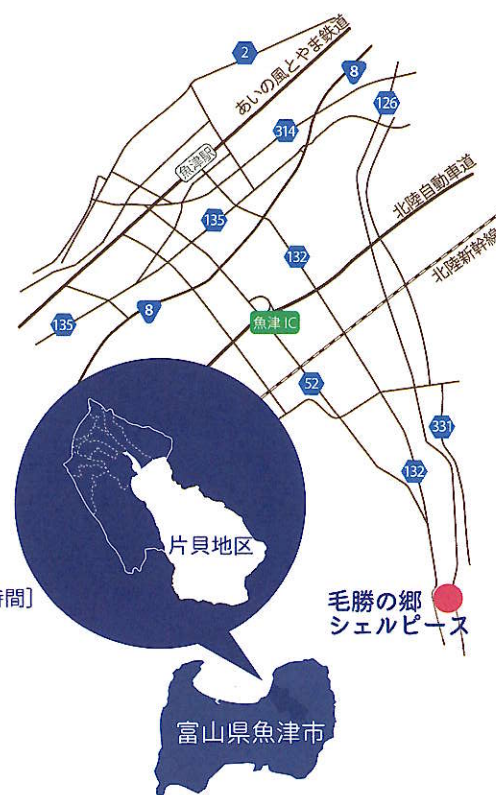 2
あいの風とやま鉄道
8
126
314
魚津駅
135
北陸自動車道
132
北陸新幹線
135
8
魚津 IC
52
331
132
片貝地区
時間]
毛勝の郷
シェルピース
富山県魚津市